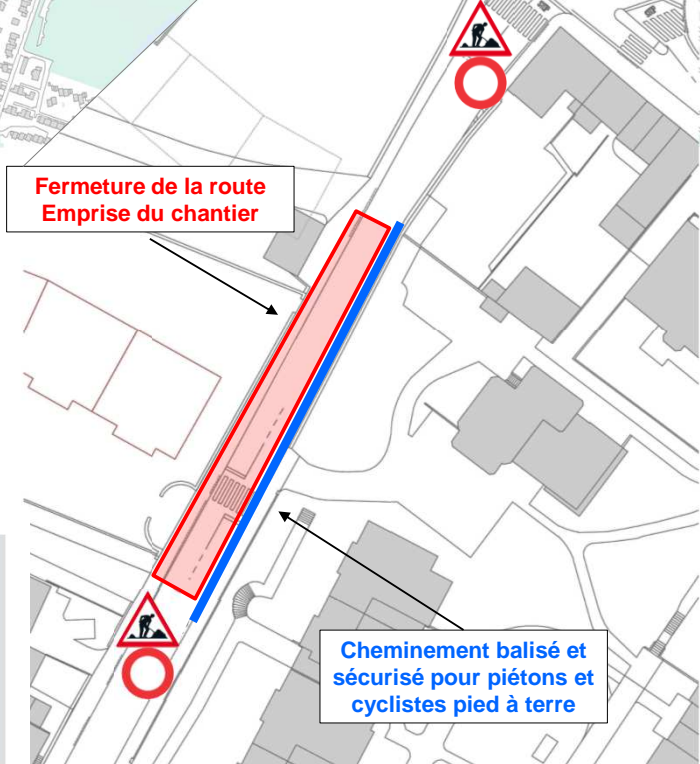 Fermeture de la route
Emprise du chantier
Cheminement balisé et
sécurisé pour piétons et
cyclistes pied à terre